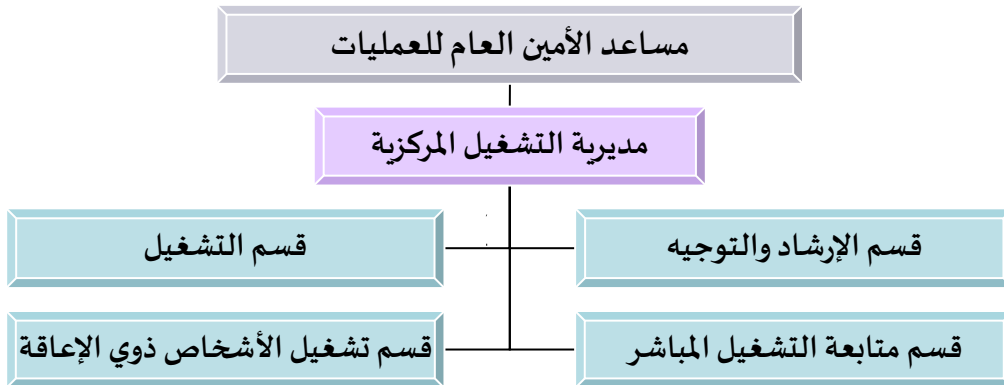 مساعد الأمين العام للعمليات
مديرية التشغيل المركزية
قسم الإرشاد والتوجيه
قسم التشغيل
قسم متابعة التشغيل المباشر
قسم تشغيل الأشخاص ذوي الإعاقة